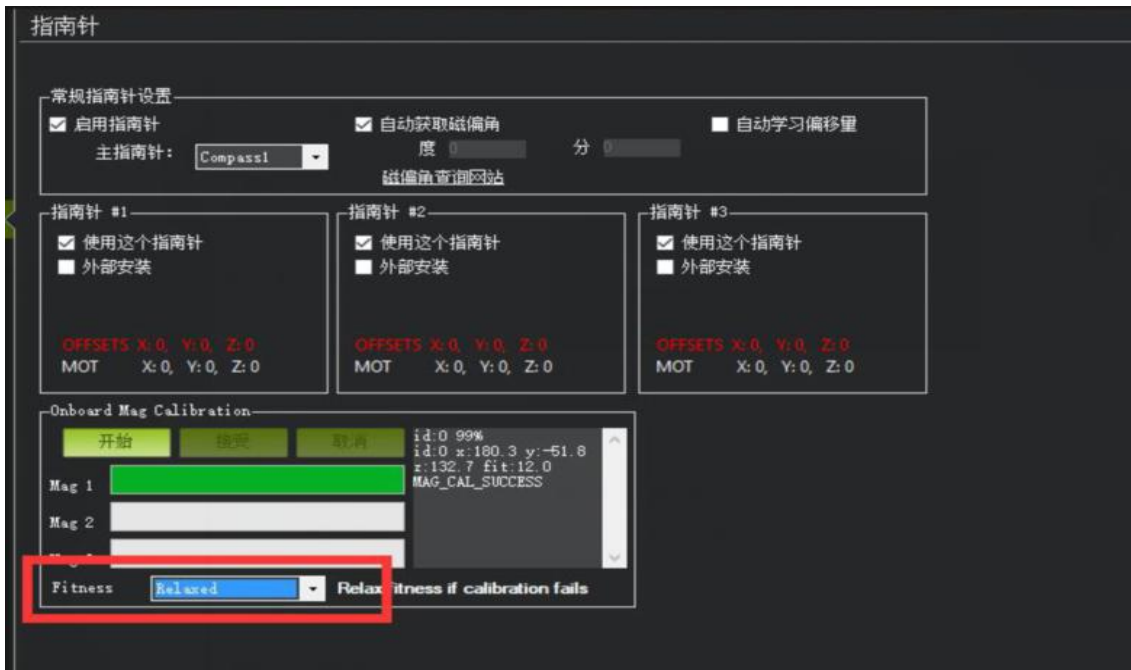 指南针
常规指南针设置
启用指南针
自动获取磁偏角
自动学习偏移量
主指南针:
Compass1
度 0
分 0
磁偏角查询网站
指南针 #1
使用这个指南针
外部安装
OFFSETS X: 0, Y: 0, Z: 0
MOT X: 0, Y: 0, Z: 0
指南针 #2
使用这个指南针
外部安装
OFFSETS X: 0, Y: 0, Z: 0
MOT X: 0, Y: 0, Z: 0
指南针 #3
使用这个指南针
外部安装
OFFSETS X: 0, Y: 0, Z: 0
MOT X: 0, Y: 0, Z: 0
Onboard Mag Calibration
开始
接受
取消
id:0 99%
id:0 x:180.3 y:-51.8
z:132.7 fit:12.0
MAG_CAL_SUCCESS
Mag 1
Mag 2
Fitness
Relaxed
Relax fitness if calibration fails